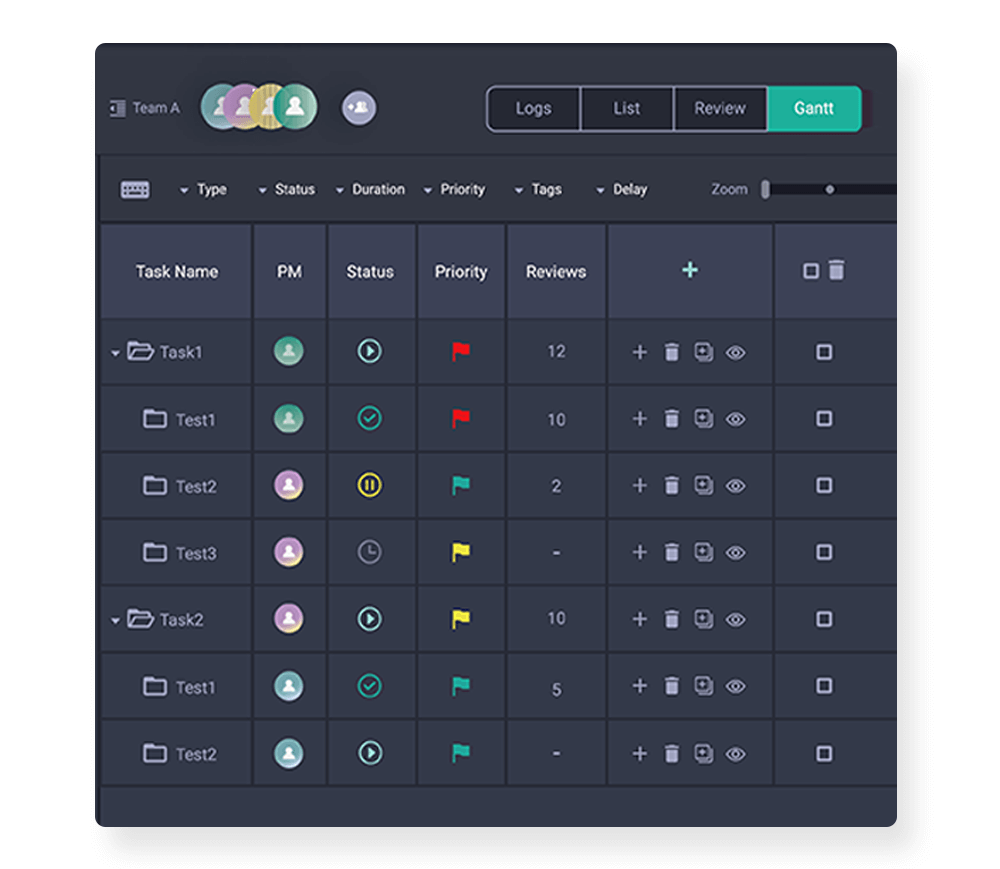 Team A Logs List Review Gantt
Type Status Duration Priority Tags Delay Zoom
Task Name PM Status Priority Reviews +
Task1 12
Test1 10
Test2 2
Test3 -
Task2 10
Test1 5
Test2 -